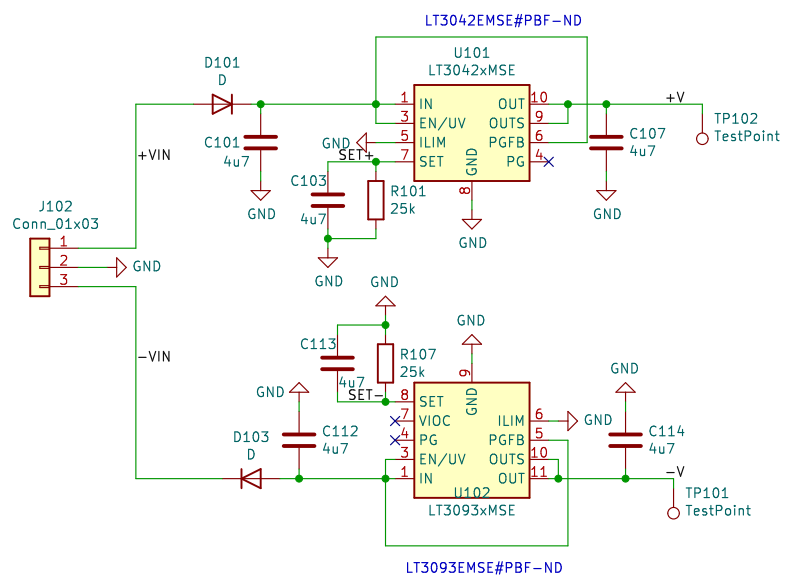 LT3042EMSE#PBF-ND
U101
LT3042xMSE
D101
D
1 IN OUT 10
3 EN/UV OUTS 9
5 ILIM PGFB 6
7 SET PG 4
GND
8
GND
C101
4u7
GND
+VIN
GND
SET+
C103
4u7
R101
25k
GND
+V
TP102
TestPoint
C107
4u7
GND
J102
Conn_01x03
1
2
3
GND
-VIN
GND
C113
4u7
R107
25k
SET-
GND
9
GND
8 SET
7 VIOC ILIM 6
4 PG PGFB 5
3 EN/UV OUTS 10
1 IN OUT 11
U102
LT3093xMSE
GND
GND
C112
4u7
D103
D
GND
C114
4u7
-V
TP101
TestPoint
LT3093EMSE#PBF-ND